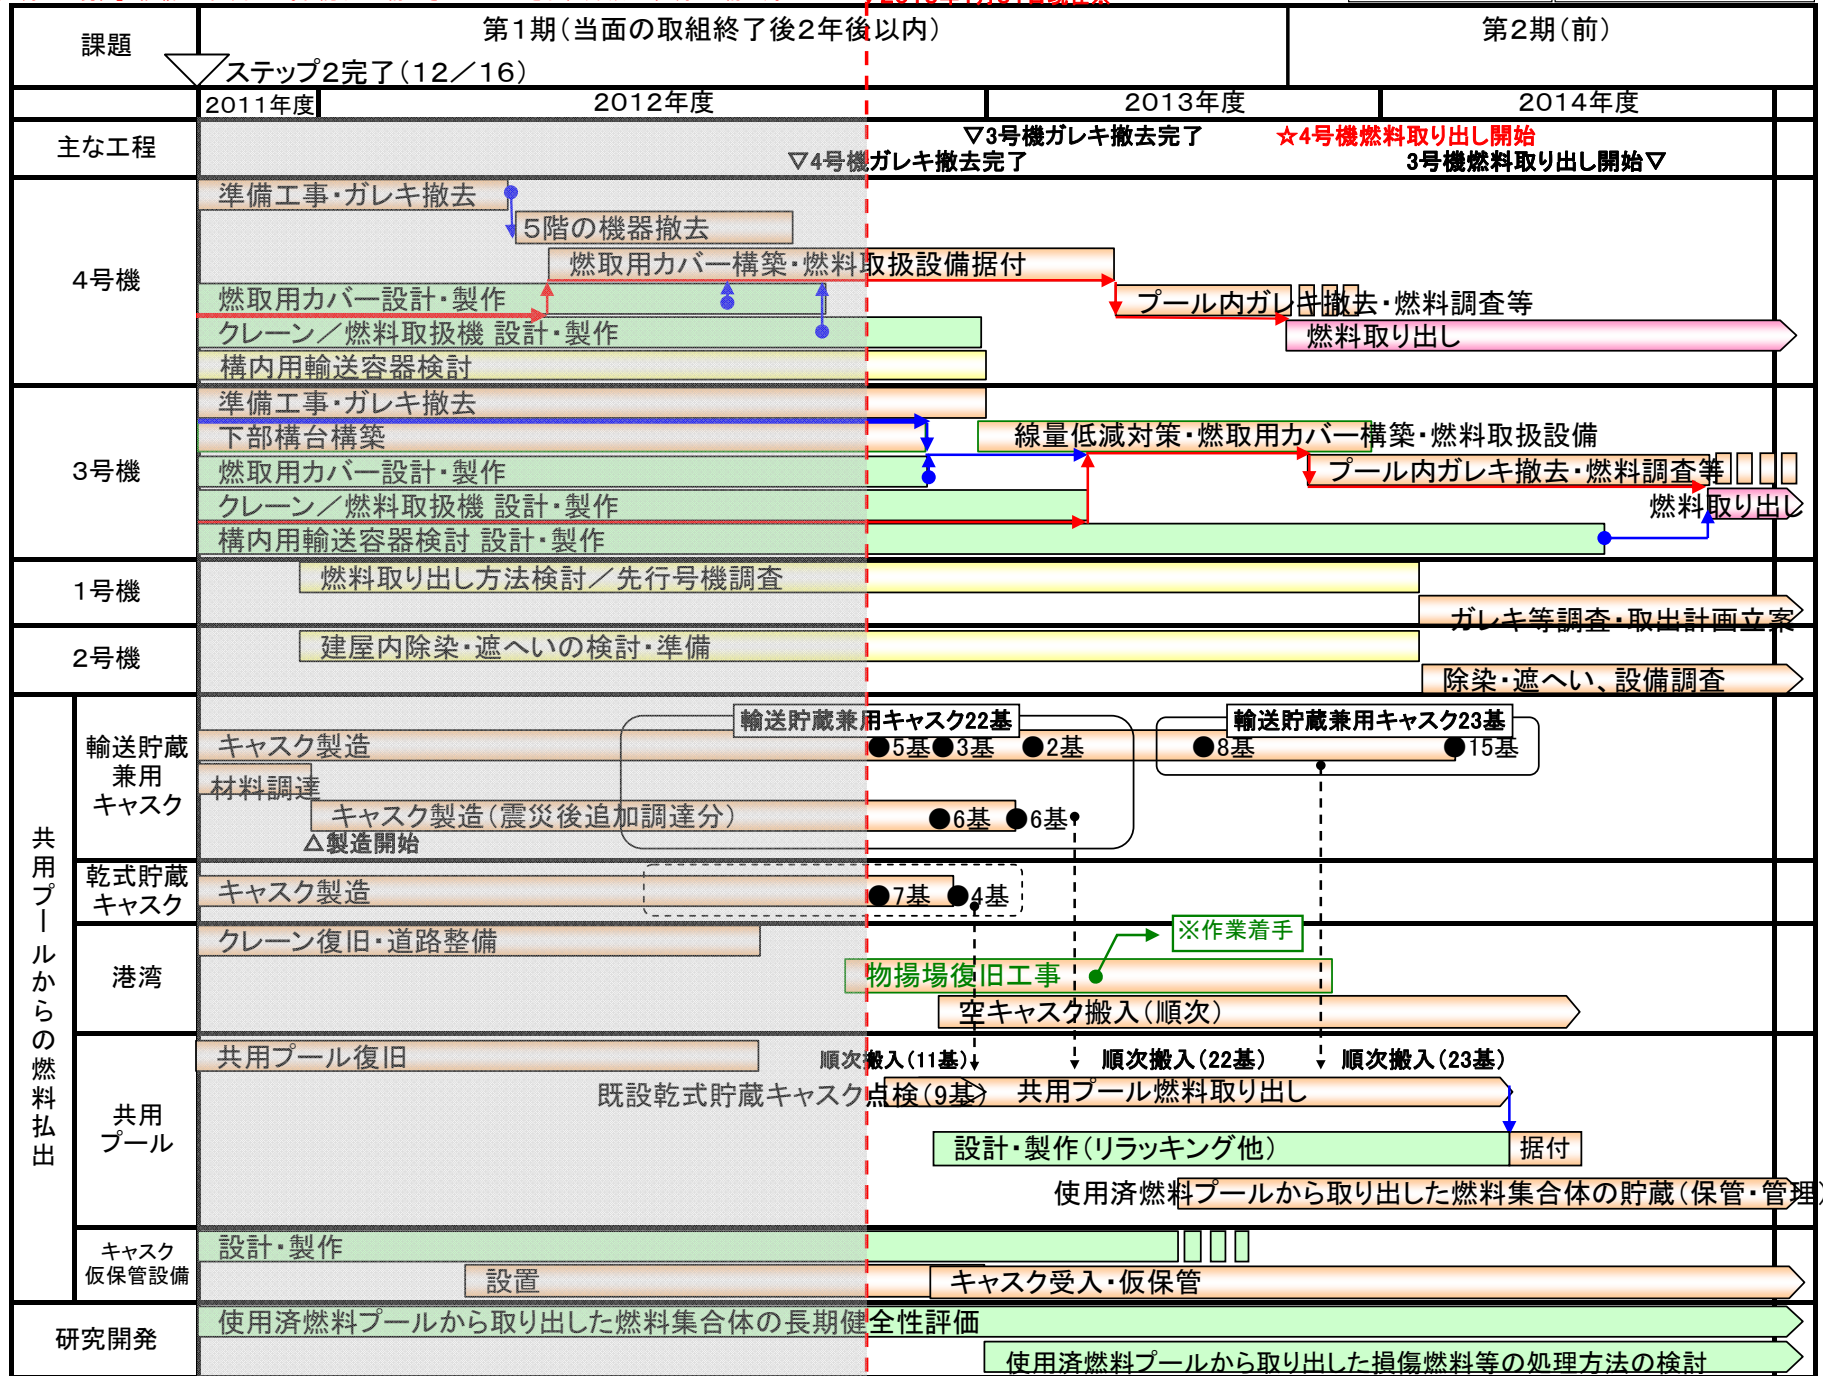 課題
第1期(当面の取組終了後2年後以内)
第2期(前)
ステップ2完了(12/16)
2011年度
2012年度
2013年度
2014年度
主な工程
▽3号機ガレキ撤去完了
☆4号機燃料取り出し開始
▽4号機ガレキ撤去完了
3号機燃料取り出し開始▽
4号機
準備工事・ガレキ撤去
5階の機器撤去
燃取用カバー構築・燃料取扱設備据付
燃取用カバー設計・製作
プール内ガレキ撤去・燃料調査等
クレーン/燃料取扱機 設計・製作
燃料取り出し
構内用輸送容器検討
3号機
準備工事・ガレキ撤去
下部構台構築
線量低減対策・燃取用カバー構築・燃料取扱設備
燃取用カバー設計・製作
プール内ガレキ撤去・燃料調査等
クレーン/燃料取扱機 設計・製作
燃料取り出し
構内用輸送容器検討 設計・製作
1号機
燃料取り出し方法検討/先行号機調査
ガレキ等調査・取出計画立案
2号機
建屋内除染・遮へいの検討・準備
除染・遮へい、設備調査
共用プールからの燃料払出
輸送貯蔵
兼用
キャスク
輸送貯蔵兼用キャスク22基
輸送貯蔵兼用キャスク23基
キャスク製造
●5基
●3基
●2基
●8基
●15基
材料調達
キャスク製造(震災後追加調達分)
●6基
●6基
△製造開始
乾式貯蔵
キャスク
キャスク製造
●7基
●4基
港湾
クレーン復旧・道路整備
※作業着手
物揚場復旧工事
空キャスク搬入(順次)
共用
プール
共用プール復旧
順次搬入(11基)
順次搬入(22基)
順次搬入(23基)
既設乾式貯蔵キャスク点検(9基)
共用プール燃料取り出し
設計・製作(リラッキング他)
据付
使用済燃料プールから取り出した燃料集合体の貯蔵(保管・管理)
キャスク
仮保管設備
設計・製作
設置
キャスク受入・仮保管
研究開発
使用済燃料プールから取り出した燃料集合体の長期健全性評価
使用済燃料プールから取り出した損傷燃料等の処理方法の検討